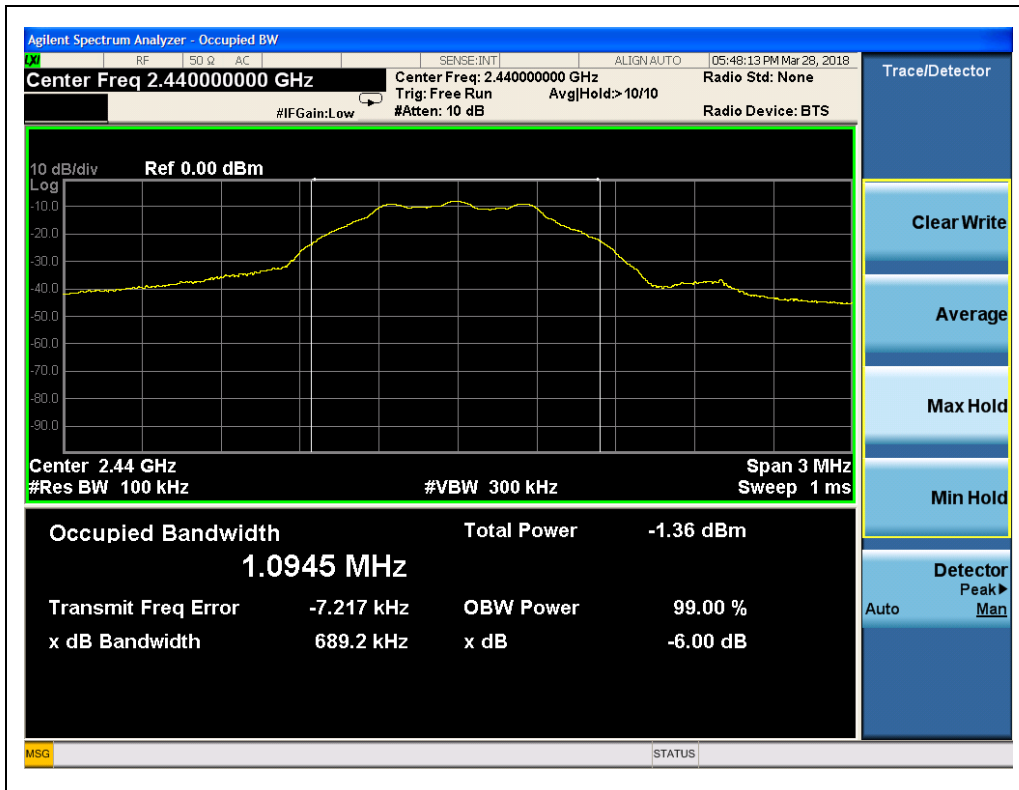 Agilent Spectrum Analyzer - Occupied BW
LXI RF 50 Ω AC SENSE:INT ALIGN AUTO 05:48:13 PM Mar 28, 2018
Center Freq 2.440000000 GHz
Center Freq: 2.440000000 GHz
Radio Std: None
Trig: Free Run Avg|Hold:> 10/10
#IFGain:Low #Atten: 10 dB Radio Device: BTS
10 dB/div Ref 0.00 dBm
Log
-10.0
-20.0
-30.0
-40.0
-50.0
-60.0
-70.0
-80.0
-90.0
Center 2.44 GHz Span 3 MHz
#Res BW 100 kHz #VBW 300 kHz Sweep 1 ms
Occupied Bandwidth Total Power -1.36 dBm
1.0945 MHz
Transmit Freq Error -7.217 kHz OBW Power 99.00 %
x dB Bandwidth 689.2 kHz x dB -6.00 dB
Trace/Detector
Clear Write
Average
Max Hold
Min Hold
Detector
Peak▶
Auto Man
MSG STATUS